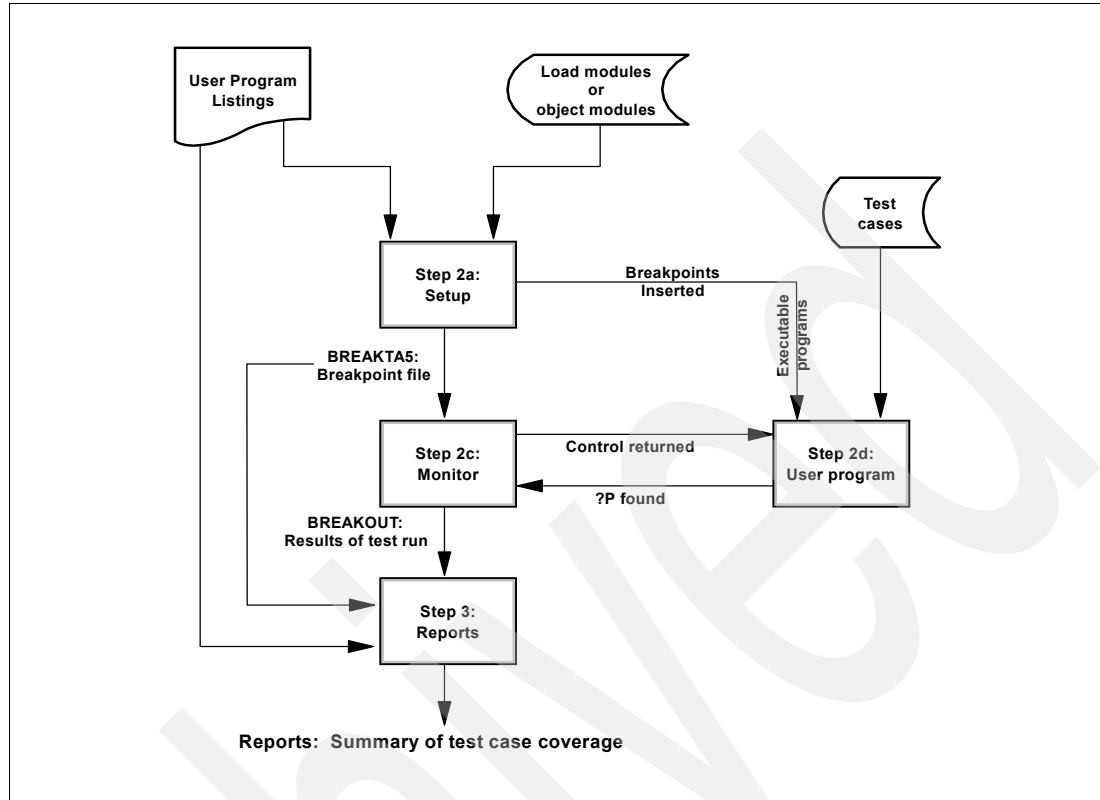 User Program
Listings
Load modules
or
object modules
Test
cases
Step 2a:
Setup
Breakpoints
Inserted
Executable
programs
BREAKTA5:
Breakpoint file
Step 2c:
Monitor
Control returned
Step 2d:
User program
?P found
BREAKOUT:
Results of test run
Step 3:
Reports
Reports: Summary of test case coverage